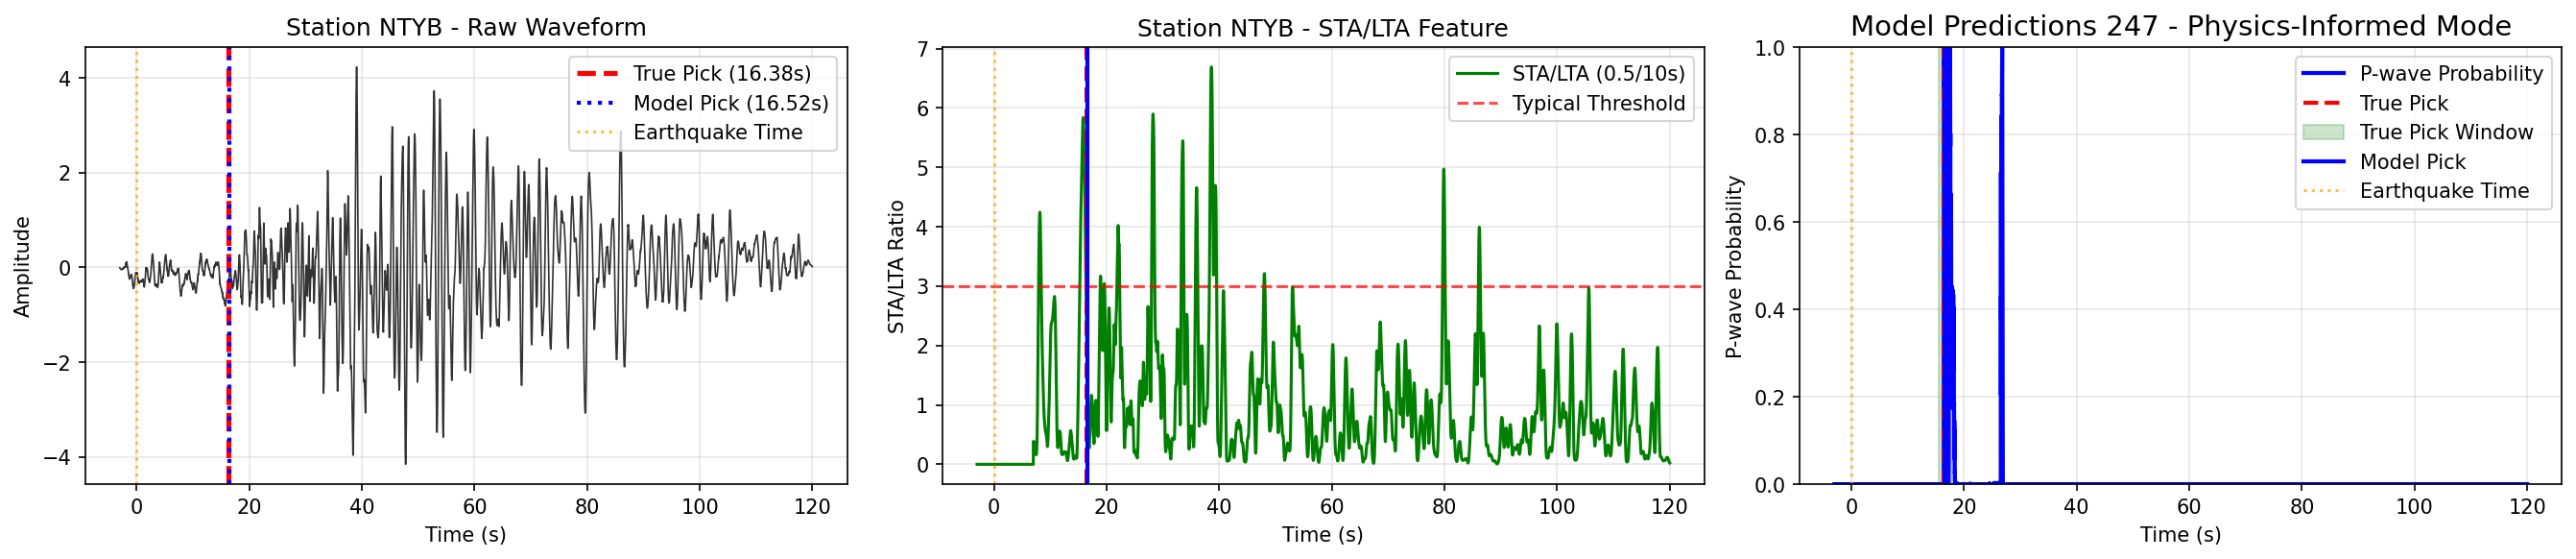 Station NTYB - Raw Waveform
4
2
0
−2
−4
Amplitude
0
20
40
60
80
100
120
Time (s)
True Pick (16.38s)
Model Pick (16.52s)
Earthquake Time
Station NTYB - STA/LTA Feature
7
6
5
4
3
2
1
0
STA/LTA Ratio
0
20
40
60
80
100
120
Time (s)
STA/LTA (0.5/10s)
Typical Threshold
Model Predictions 247 - Physics-Informed Mode
1.0
0.8
0.6
0.4
0.2
0.0
P-wave Probability
0
20
40
60
80
100
120
Time (s)
P-wave Probability
True Pick
True Pick Window
Model Pick
Earthquake Time